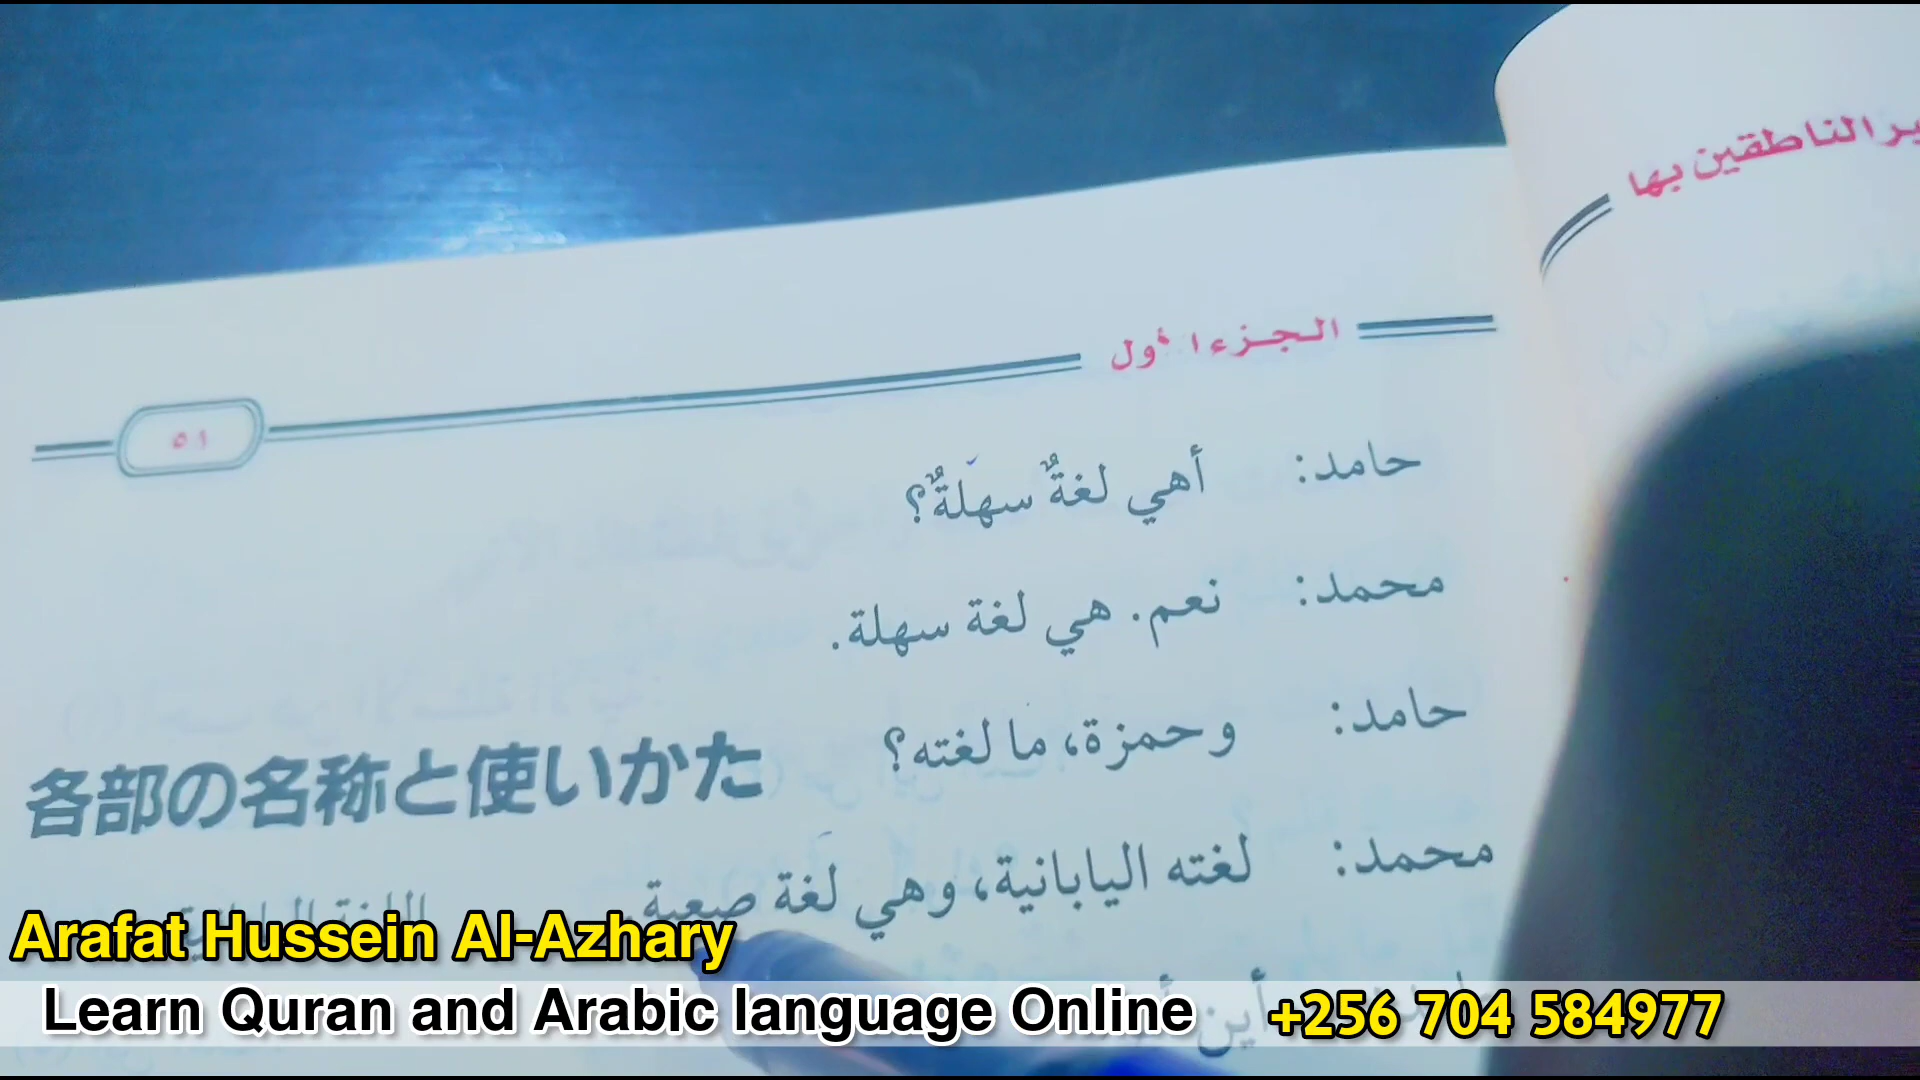 ير الناطقين بها
الجزء الأول
٥١
حامد: أهي لغةٌ سهلةٌ؟
محمد: نعم. هي لغة سهلة.
حامد: وحمزة، ما لغته؟
各部の名称と使いかた
محمد: لغته اليابانية، وهي لغة صعبة.
أين
Arafat Hussein Al-Azhary
Learn Quran and Arabic language Online
+256 704 584977